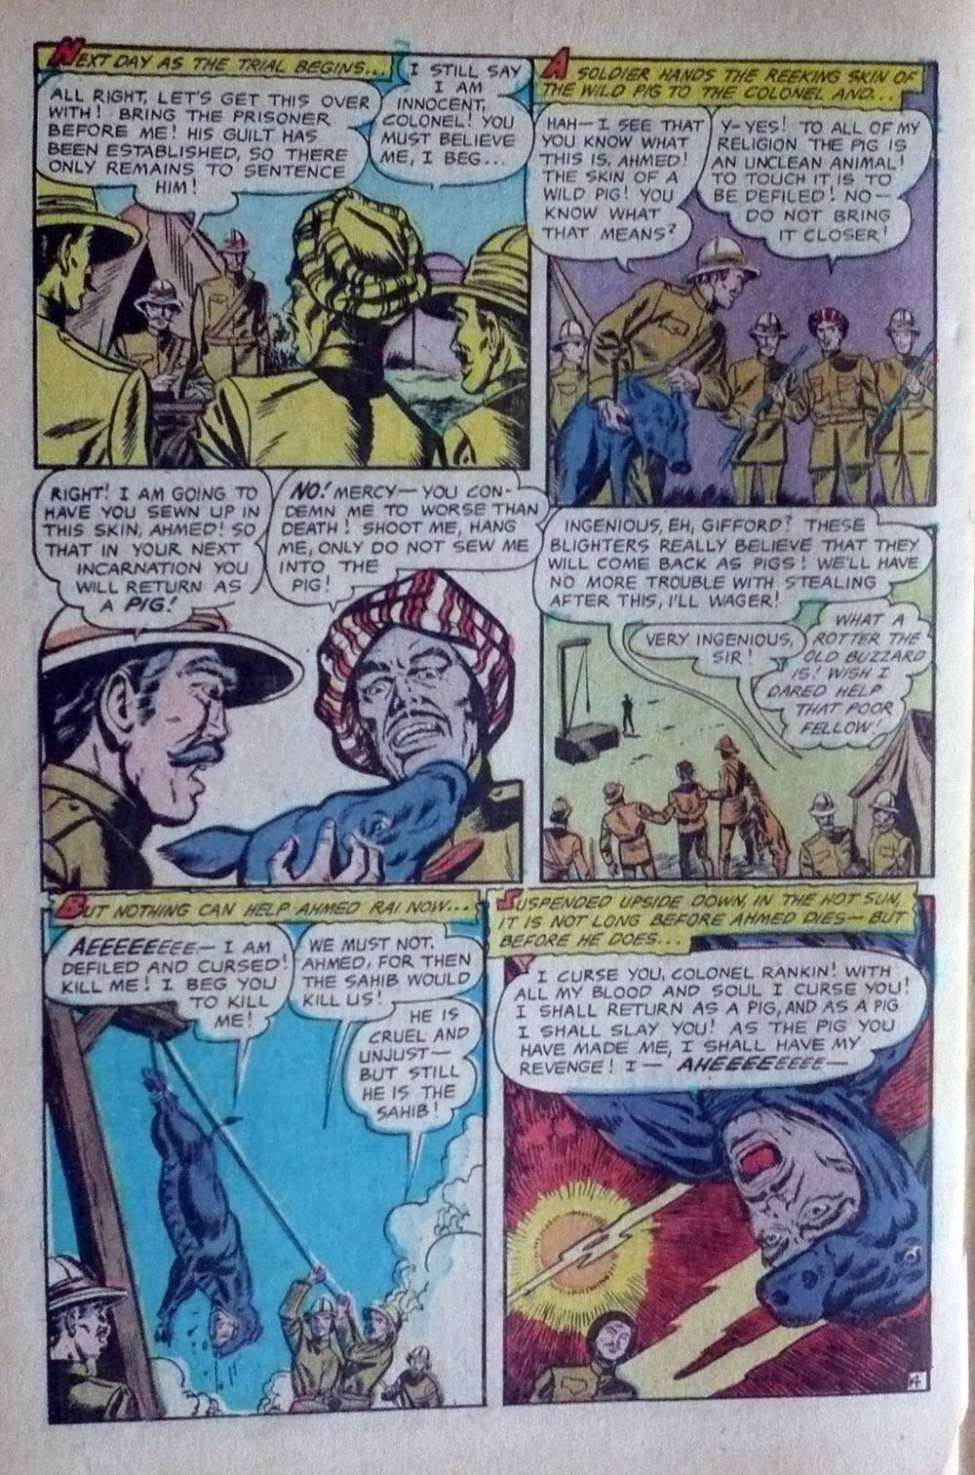 NEXT DAY AS THE TRIAL BEGINS...
ALL RIGHT, LET'S GET THIS OVER
WITH! BRING THE PRISONER
BEFORE ME! HIS GUILT HAS
BEEN ESTABLISHED, SO THERE
ONLY REMAINS TO SENTENCE
HIM!
I STILL SAY
I AM
INNOCENT,
COLONEL! YOU
MUST BELIEVE
ME, I BEG...
A SOLDIER HANDS THE REEKING SKIN OF
THE WILD PIG TO THE COLONEL AND...
HAH—I SEE THAT
YOU KNOW WHAT
THIS IS, AHMED!
THE SKIN OF A
WILD PIG! YOU
KNOW WHAT
THAT MEANS?
Y-YES! TO ALL OF MY
RELIGION THE PIG IS
AN UNCLEAN ANIMAL!
TO TOUCH IT IS TO
BE DEFILED! NO—
DO NOT BRING
IT CLOSER!
RIGHT! I AM GOING TO
HAVE YOU SEWN UP IN
THIS SKIN, AHMED! SO
THAT IN YOUR NEXT
INCARNATION YOU
WILL RETURN AS
A PIG!
NO! MERCY—YOU CON-
DEMN ME TO WORSE THAN
DEATH! SHOOT ME, HANG
ME, ONLY DO NOT SEW ME
INTO THE
PIG!
INGENIOUS, EH, GIFFORD? THESE
BLIGHTERS REALLY BELIEVE THAT THEY
WILL COME BACK AS PIGS! WE'LL HAVE
NO MORE TROUBLE WITH STEALING
AFTER THIS, I'LL WAGER!
VERY INGENIOUS,
SIR!
WHAT A
ROTTER THE
OLD BUZZARD
IS! WISH I
DARED HELP
THAT POOR
FELLOW!
BUT NOTHING CAN HELP AHMED RAI NOW...
AEEEEEEEE—I AM
DEFILED AND CURSED!
KILL ME! I BEG YOU
TO KILL
ME!
WE MUST NOT,
AHMED, FOR THEN
THE SAHIB WOULD
KILL US!
HE IS
CRUEL AND
UNJUST—
BUT STILL
HE IS THE
SAHIB!
SUSPENDED UPSIDE DOWN, IN THE HOT SUN,
IT IS NOT LONG BEFORE AHMED DIES—BUT
BEFORE HE DOES...
I CURSE YOU, COLONEL RANKIN! WITH
ALL MY BLOOD AND SOUL I CURSE YOU!
I SHALL RETURN AS A PIG, AND AS A PIG
I SHALL SLAY YOU! AS THE PIG YOU
HAVE MADE ME, I SHALL HAVE MY
REVENGE! I—AHEEEEEEEE—
4